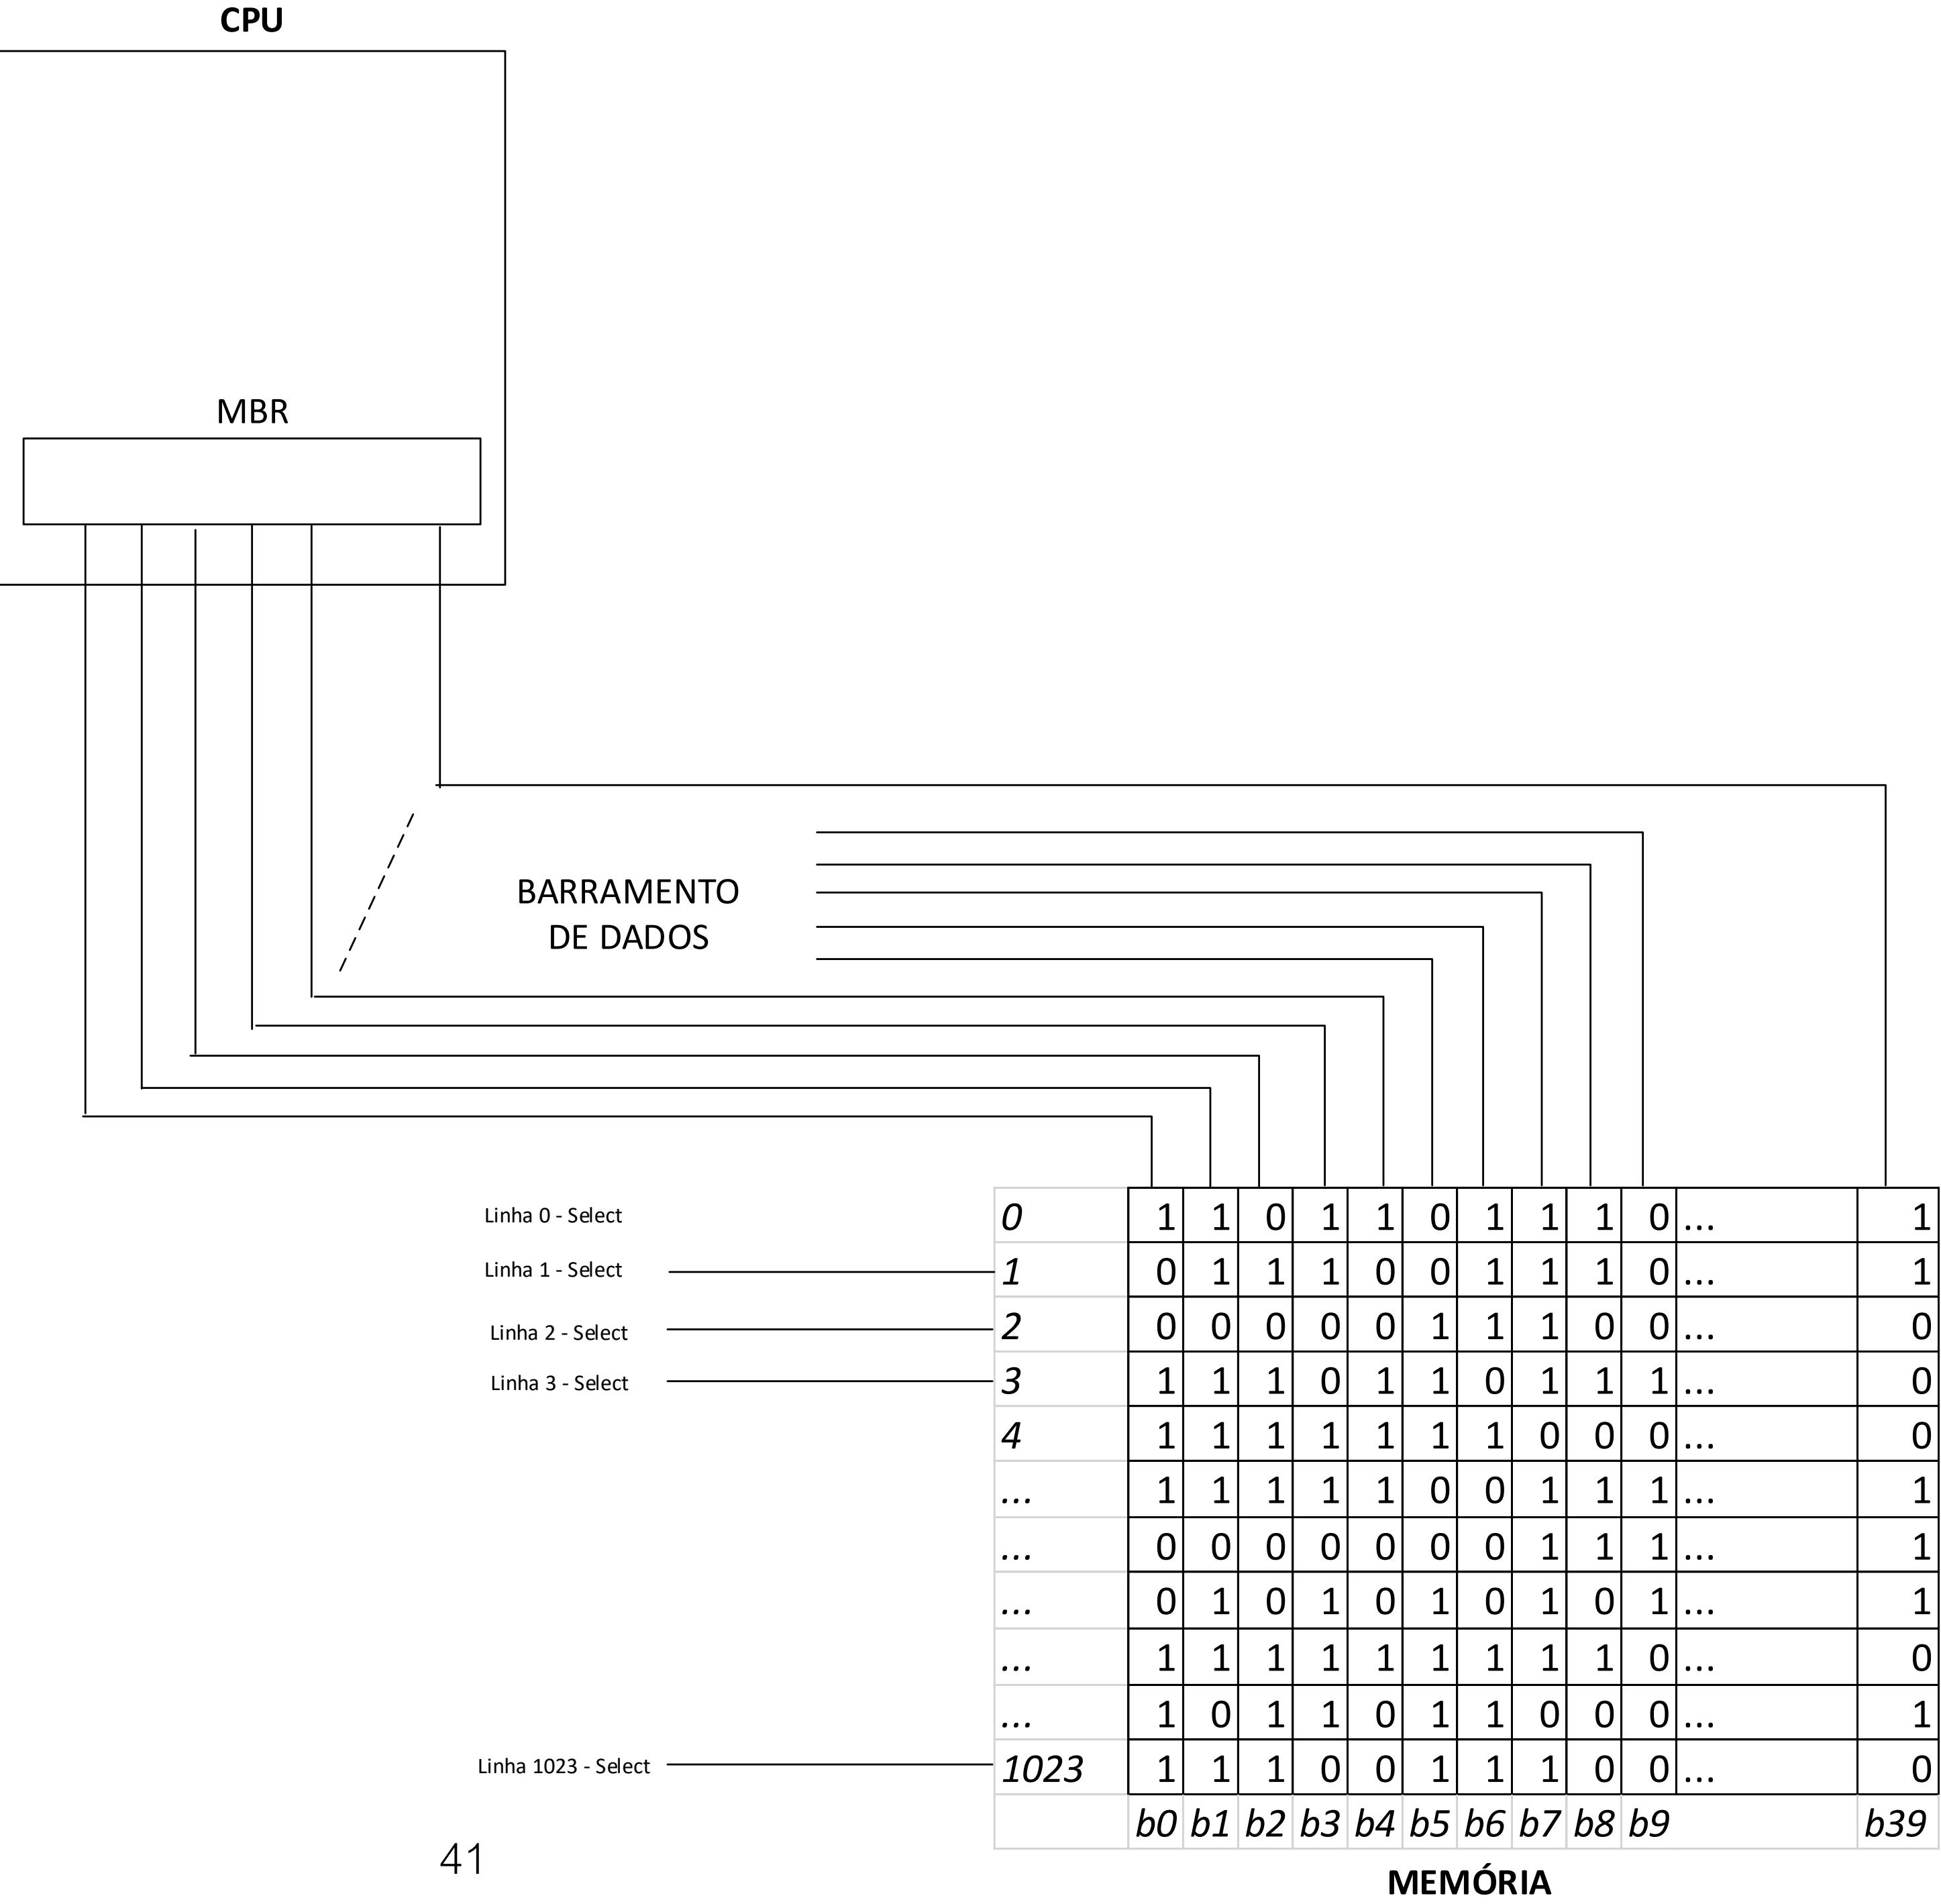 CPU
MBR
BARRAMENTO
DE DADOS
Linha 0 - Select
Linha 1 - Select
Linha 2 - Select
Linha 3 - Select
Linha 1023 - Select
0 1 1 0 1 1 0 1 1 1 0 ... 1
1 0 1 1 1 0 0 1 1 1 0 ... 1
2 0 0 0 0 0 1 1 1 0 0 ... 0
3 1 1 1 0 1 1 0 1 1 1 ... 0
4 1 1 1 1 1 1 1 0 0 0 ... 0
... 1 1 1 1 1 0 0 1 1 1 ... 1
... 0 0 0 0 0 0 0 1 1 1 ... 1
... 0 1 0 1 0 1 0 1 0 1 ... 1
... 1 1 1 1 1 1 1 1 1 0 ... 0
... 1 0 1 1 0 1 1 0 0 0 ... 1
1023 1 1 1 0 0 1 1 1 0 0 ... 0
b0 b1 b2 b3 b4 b5 b6 b7 b8 b9 b39
41
MEMÓRIA